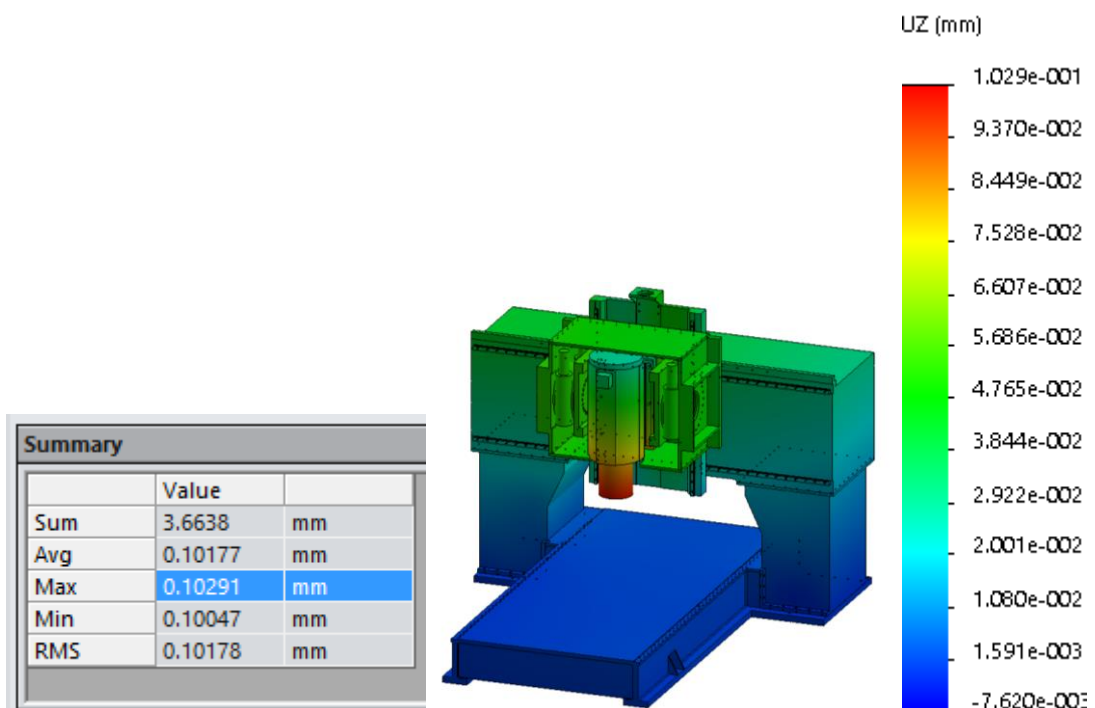 UZ (mm)
1.029e-001
9.370e-002
8.449e-002
7.528e-002
6.607e-002
5.686e-002
4.765e-002
3.844e-002
2.922e-002
2.001e-002
1.080e-002
1.591e-003
-7.620e-003
Summary
Value
Sum 3.6638 mm
Avg 0.10177 mm
Max 0.10291 mm
Min 0.10047 mm
RMS 0.10178 mm